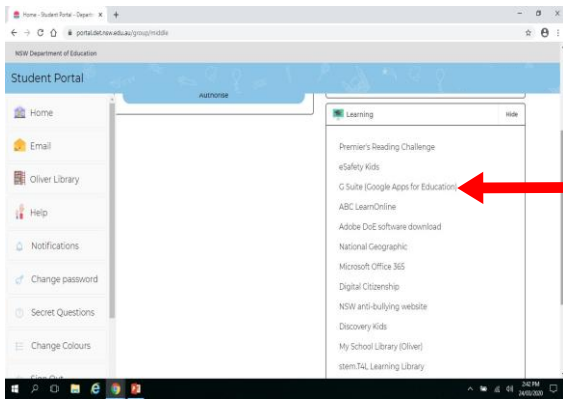 Home - Student Portal - Depart
portal.det.nsw.edu.au/group/middle
NSW Department of Education
Student Portal
Authorise
Home
Email
Oliver Library
Help
Notifications
Change password
Secret Questions
Change Colours
Sign Out
Learning
Hide
Premier's Reading Challenge
eSafety Kids
G Suite (Google Apps for Education)
ABC LearnOnline
Adobe DoE software download
National Geographic
Microsoft Office 365
Digital Citizenship
NSW anti-bullying website
Discovery Kids
My School Library (Oliver)
stem.T4L Learning Library
2:42 PM
24/03/2020